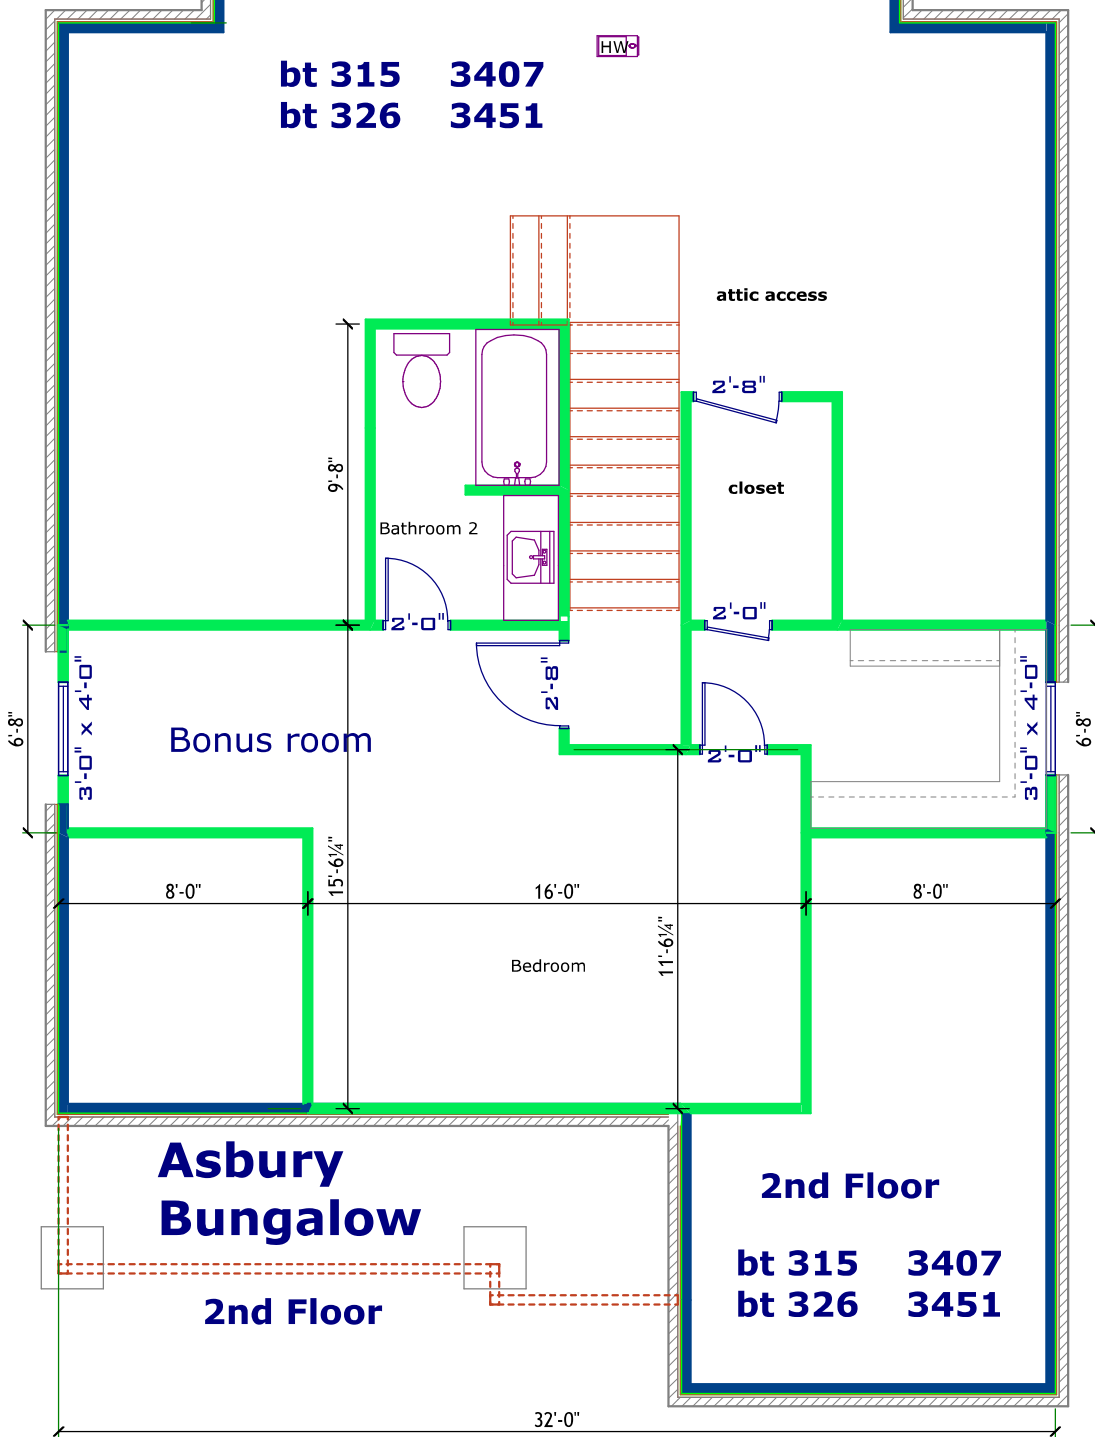 HW
bt 315 3407
bt 326 3451
attic access
2'-8"
9'-8"
closet
Bathroom 2
2'-0"
2'-0"
2'-8"
3'-0" x 4'-0"
3'-0" x 4'-0"
6'-8"
6'-8"
Bonus room
2'-0"
15'-6¼"
8'-0"
16'-0"
8'-0"
11'-6¼"
Bedroom
Asbury
Bungalow
2nd Floor
2nd Floor
bt 315 3407
bt 326 3451
32'-0"